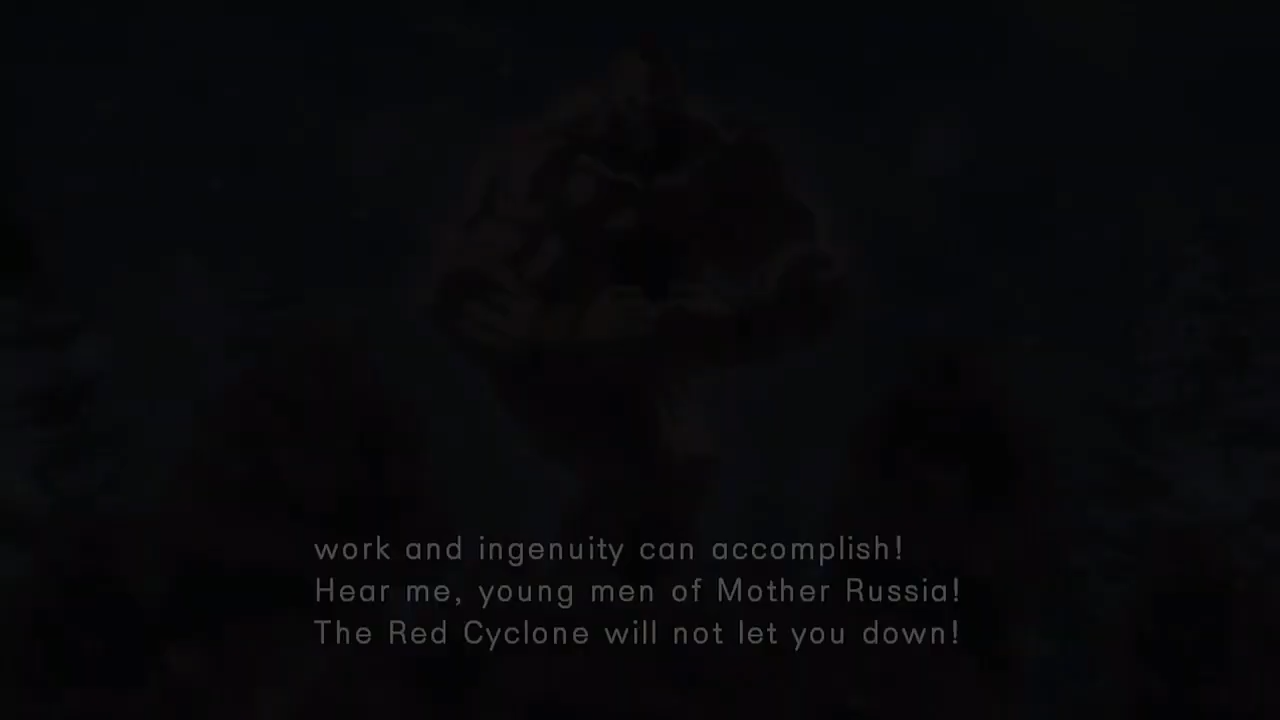 work and ingenuity can accomplish!
Hear me, young men of Mother Russia!
The Red Cyclone will not let you down!